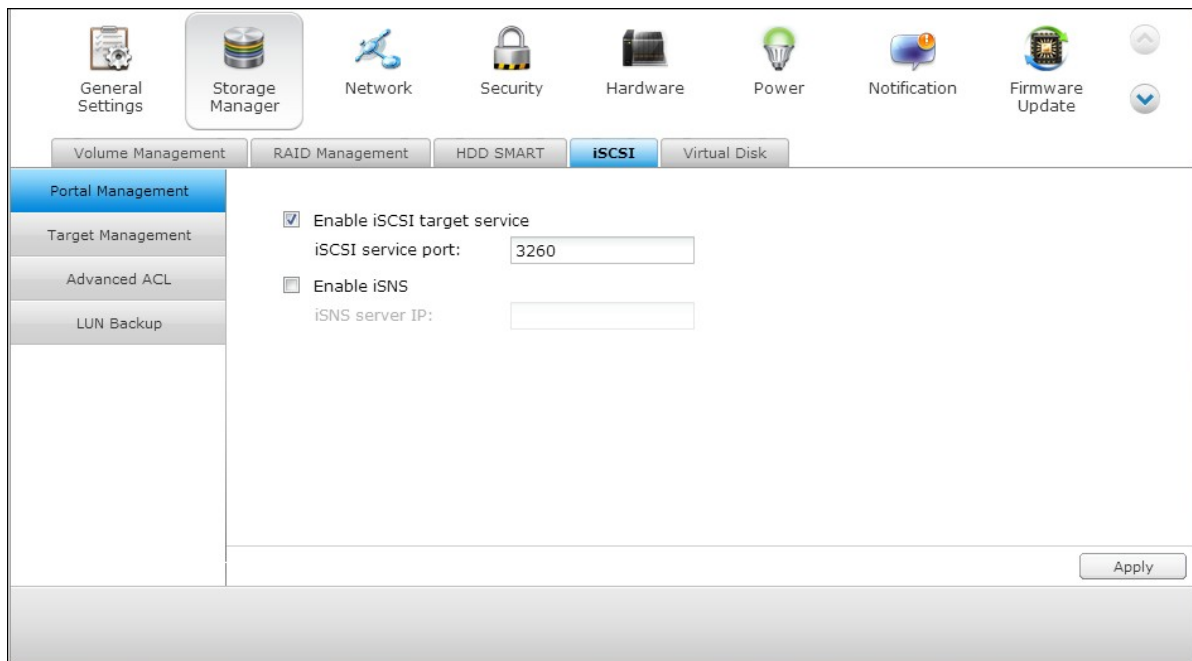 General Settings
Storage Manager
Network
Security
Hardware
Power
Notification
Firmware Update
Volume Management
RAID Management
HDD SMART
iSCSI
Virtual Disk
Portal Management
Target Management
Advanced ACL
LUN Backup
Enable iSCSI target service
iSCSI service port: 3260
Enable iSNS
iSNS server IP:
Apply